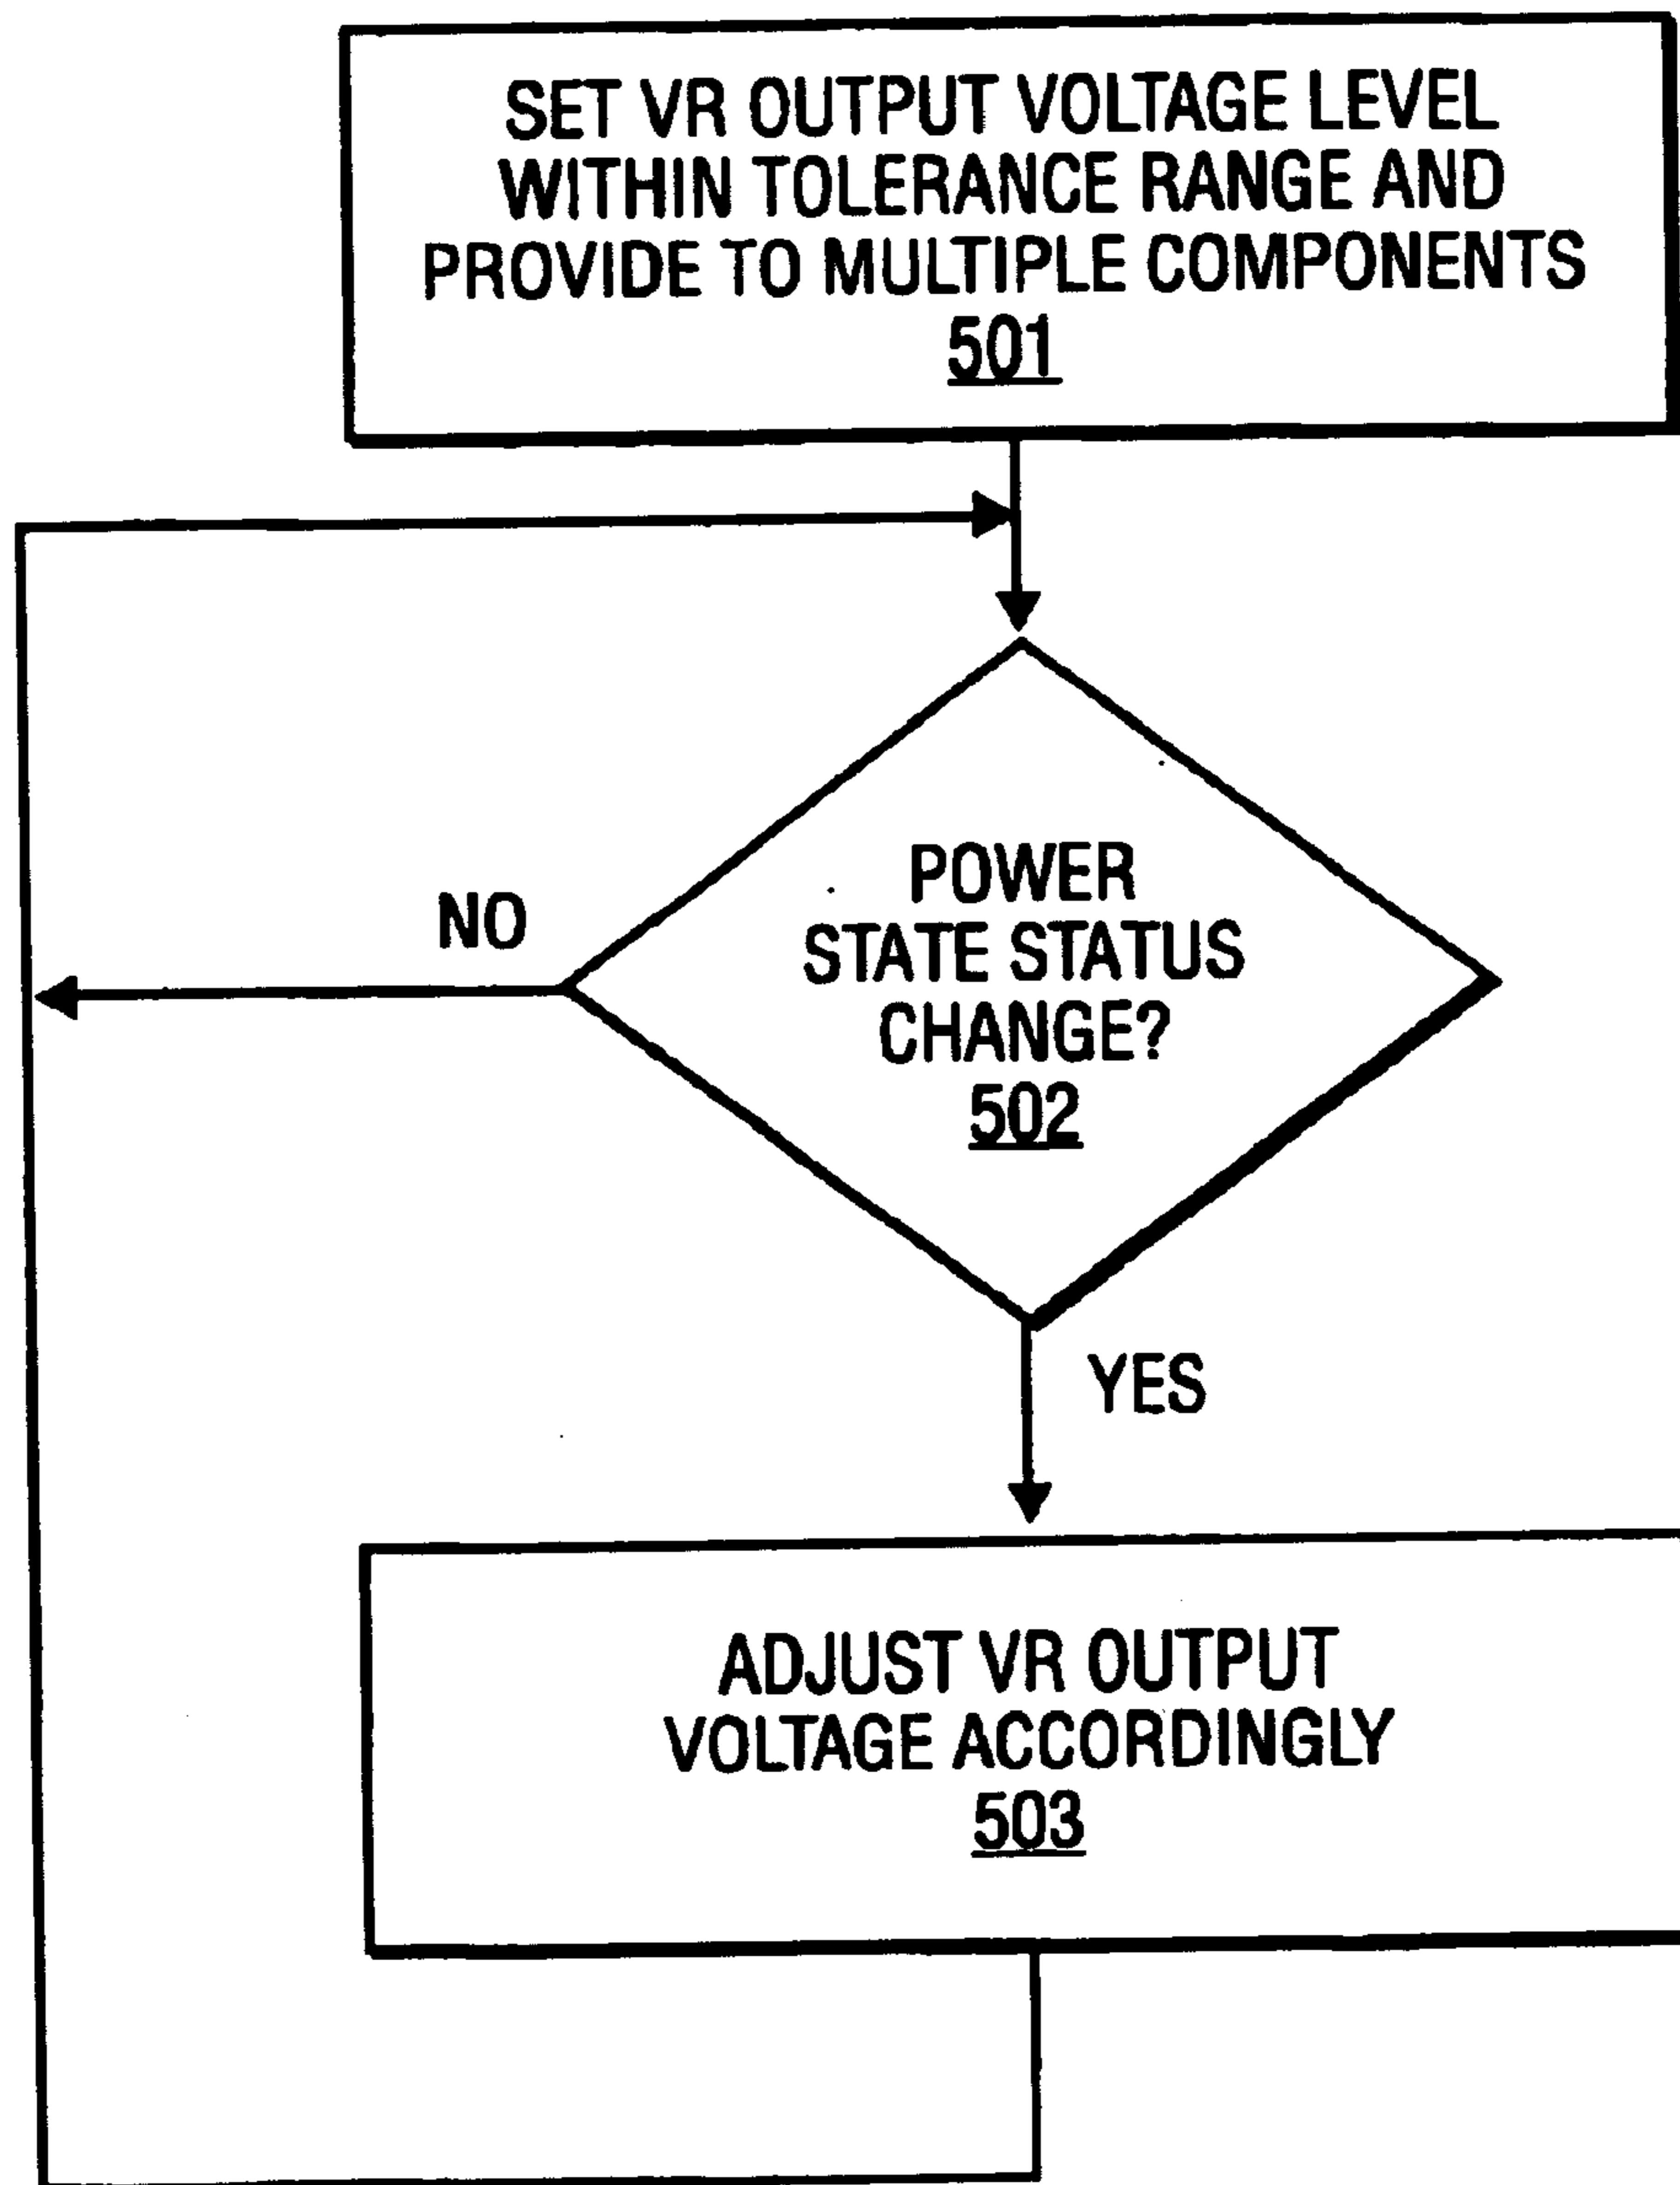 SET VR OUTPUT VOLTAGE LEVEL
WITHIN TOLERANCE RANGE AND
PROVIDE TO MULTIPLE COMPONENTS
501
POWER
STATE STATUS
CHANGE?
502
NO
YES
ADJUST VR OUTPUT
VOLTAGE ACCORDINGLY
503